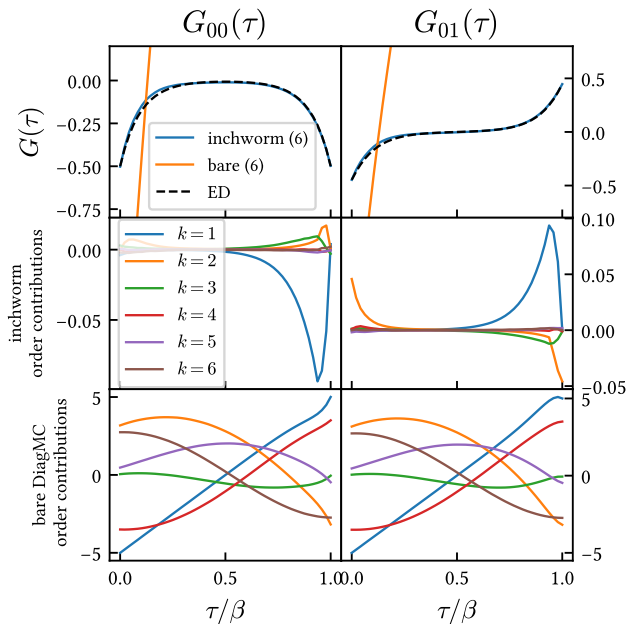 G₀₀(τ) G₀₁(τ)
G(τ)
0.00
−0.25
−0.50
−0.75
inchworm (6)
bare (6)
ED
0.5
0.0
−0.5
inchworm
order contributions
0.00
−0.05
k = 1
k = 2
k = 3
k = 4
k = 5
k = 6
0.10
0.05
0.00
−0.05
bare DiagMC
order contributions
5
0
−5
5
0
−5
0.0 0.5 1.0 0.0 0.5 1.0
τ/β τ/β